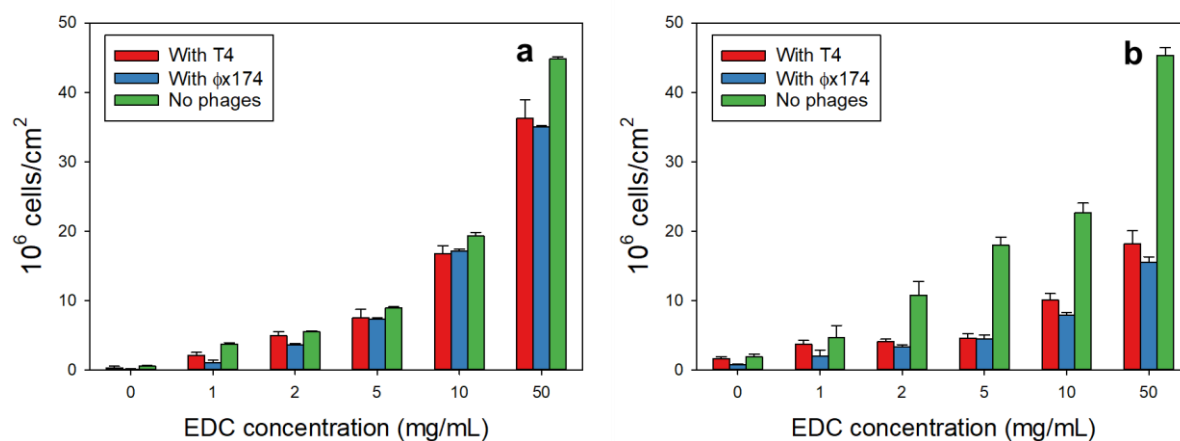 50
40
30
20
10
0
10⁶ cells/cm²
With T4
With ϕx174
No phages
a
0 1 2 5 10 50
EDC concentration (mg/mL)
50
40
30
20
10
0
10⁶ cells/cm²
With T4
With ϕx174
No phages
b
0 1 2 5 10 50
EDC concentration (mg/mL)